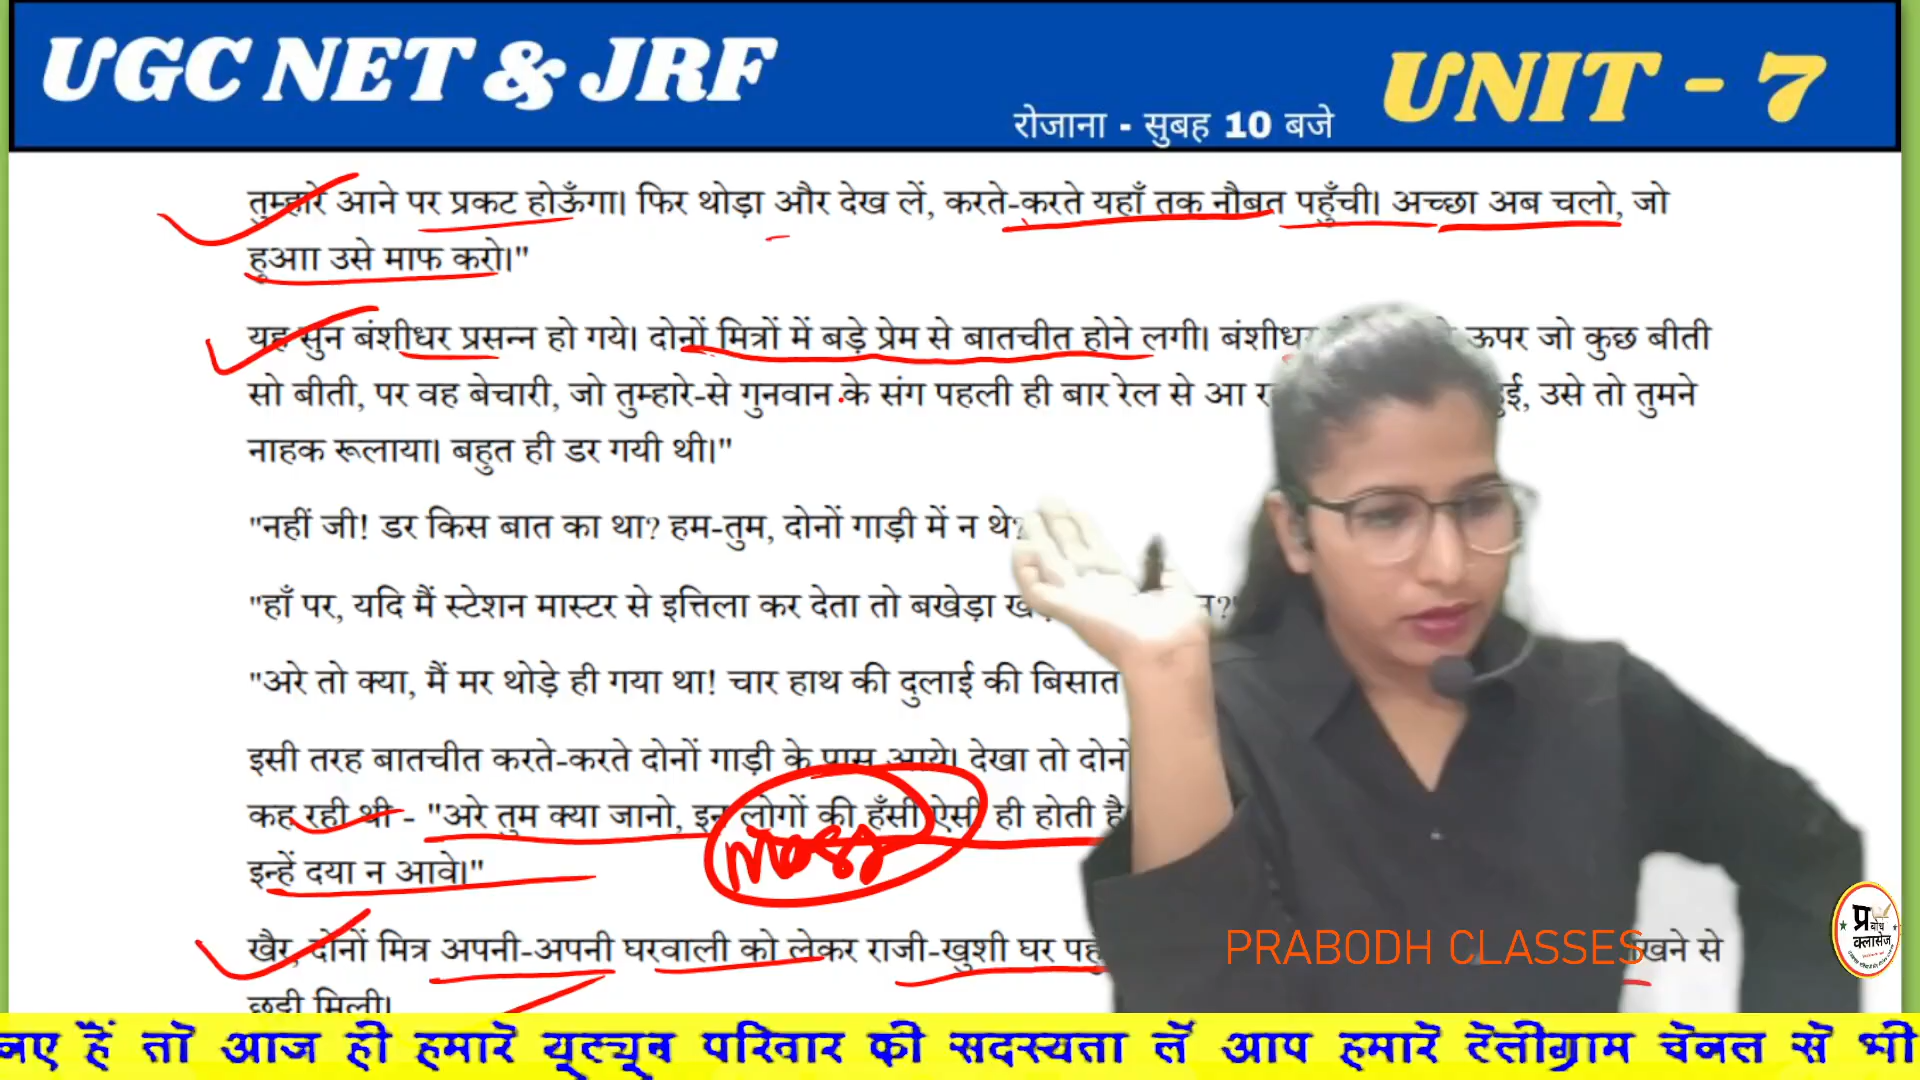 UGC NET & JRF
रोजाना - सुबह 10 बजे
UNIT - 7
तुम्हारे आने पर प्रकट होऊँगा। फिर थोड़ा और देख लें, करते-करते यहाँ तक नौबत पहुँची। अच्छा अब चलो, जो
हुआा उसे माफ करो।"
यह सुन बंशीधर प्रसन्न हो गये। दोनों मित्रों में बड़े प्रेम से बातचीत होने लगी। बंशीध ऊपर जो कुछ बीती
सो बीती, पर वह बेचारी, जो तुम्हारे-से गुनवान के संग पहली ही बार रेल से आ हुई, उसे तो तुमने
नाहक रूलाया। बहुत ही डर गयी थी।"
"नहीं जी! डर किस बात का था? हम-तुम, दोनों गाड़ी में न थे?
"हाँ पर, यदि मैं स्टेशन मास्टर से इत्तिला कर देता तो बखेड़ा न?"
"अरे तो क्या, मैं मर थोड़े ही गया था! चार हाथ की दुलाई की बिसात
इसी तरह बातचीत करते-करते दोनों गाड़ी के पास आये। देखा तो दोनों
कह रही थी - "अरे तुम क्या जानो, इन लोगों की हँसी ऐसी ही होती है
इन्हें दया न आवे।"
खैर, दोनों मित्र अपनी-अपनी घरवाली को लेकर राजी-खुशी घर खने से
छुट्टी मिली।
PRABODH CLASSES
प्रबोध क्लासेज
हैं तो आज ही हमारे यूट्यूब परिवार की सदस्यता लें आप हमारे टेलीग्राम चैनल से भी